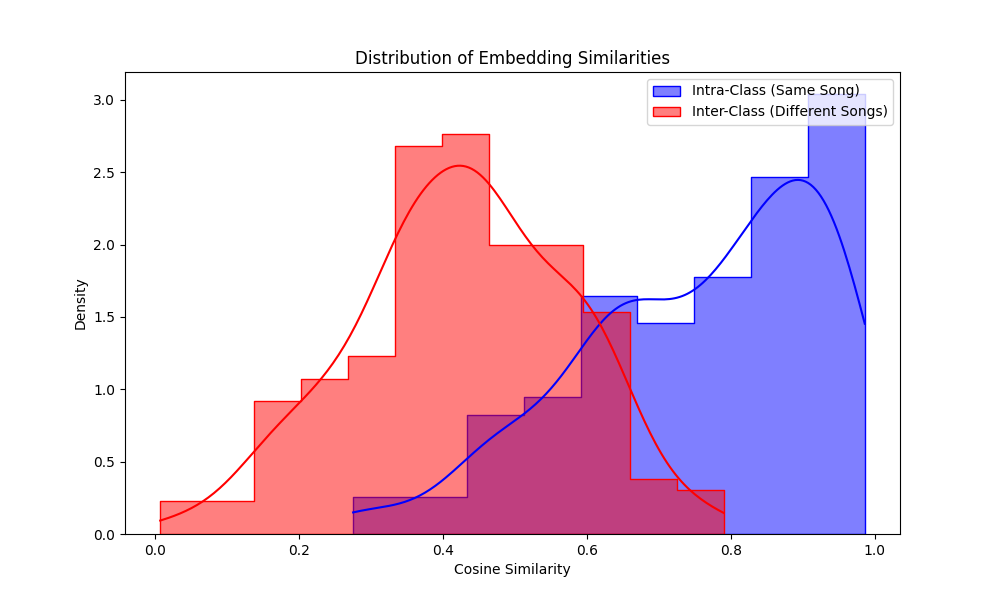 Distribution of Embedding Similarities
Intra-Class (Same Song)
Inter-Class (Different Songs)
Density
3.0
2.5
2.0
1.5
1.0
0.5
0.0
0.0 0.2 0.4 0.6 0.8 1.0
Cosine Similarity